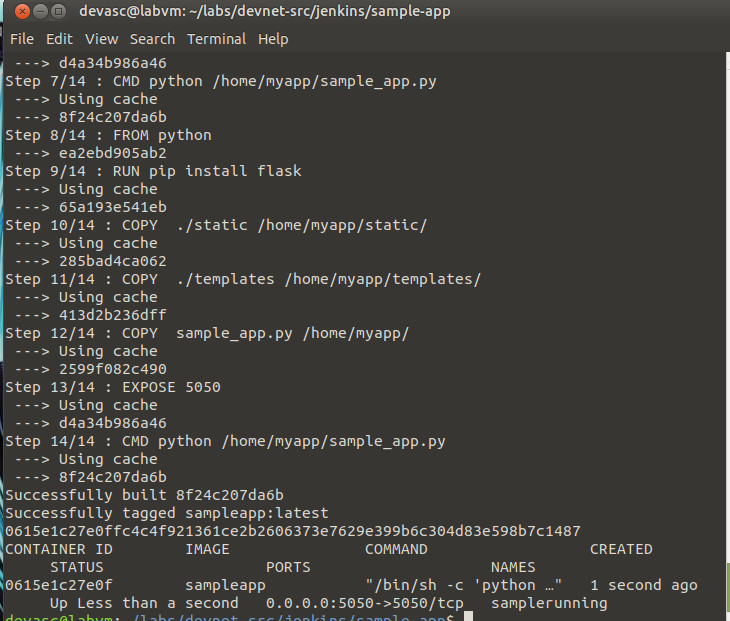 devasc@labvm: ~/labs/devnet-src/jenkins/sample-app
File Edit View Search Terminal Help
 ---> d4a34b986a46
Step 7/14 : CMD python /home/myapp/sample_app.py
 ---> Using cache
 ---> 8f24c207da6b
Step 8/14 : FROM python
 ---> ea2ebd905ab2
Step 9/14 : RUN pip install flask
 ---> Using cache
 ---> 65a193e541eb
Step 10/14 : COPY  ./static /home/myapp/static/
 ---> Using cache
 ---> 285bad4ca062
Step 11/14 : COPY  ./templates /home/myapp/templates/
 ---> Using cache
 ---> 413d2b236dff
Step 12/14 : COPY  sample_app.py /home/myapp/
 ---> Using cache
 ---> 2599f082c490
Step 13/14 : EXPOSE 5050
 ---> Using cache
 ---> d4a34b986a46
Step 14/14 : CMD python /home/myapp/sample_app.py
 ---> Using cache
 ---> 8f24c207da6b
Successfully built 8f24c207da6b
Successfully tagged sampleapp:latest
0615e1c27e0ffc4c4f921361ce2b2606373e7629e399b6c304d83e598b7c1487
CONTAINER ID        IMAGE               COMMAND                  CREATED
     STATUS                  PORTS                    NAMES
0615e1c27e0f        sampleapp           "/bin/sh -c 'python …"   1 second ago
     Up Less than a second   0.0.0.0:5050->5050/tcp   samplerunning
devasc@labvm:~/labs/devnet-src/jenkins/sample-app$